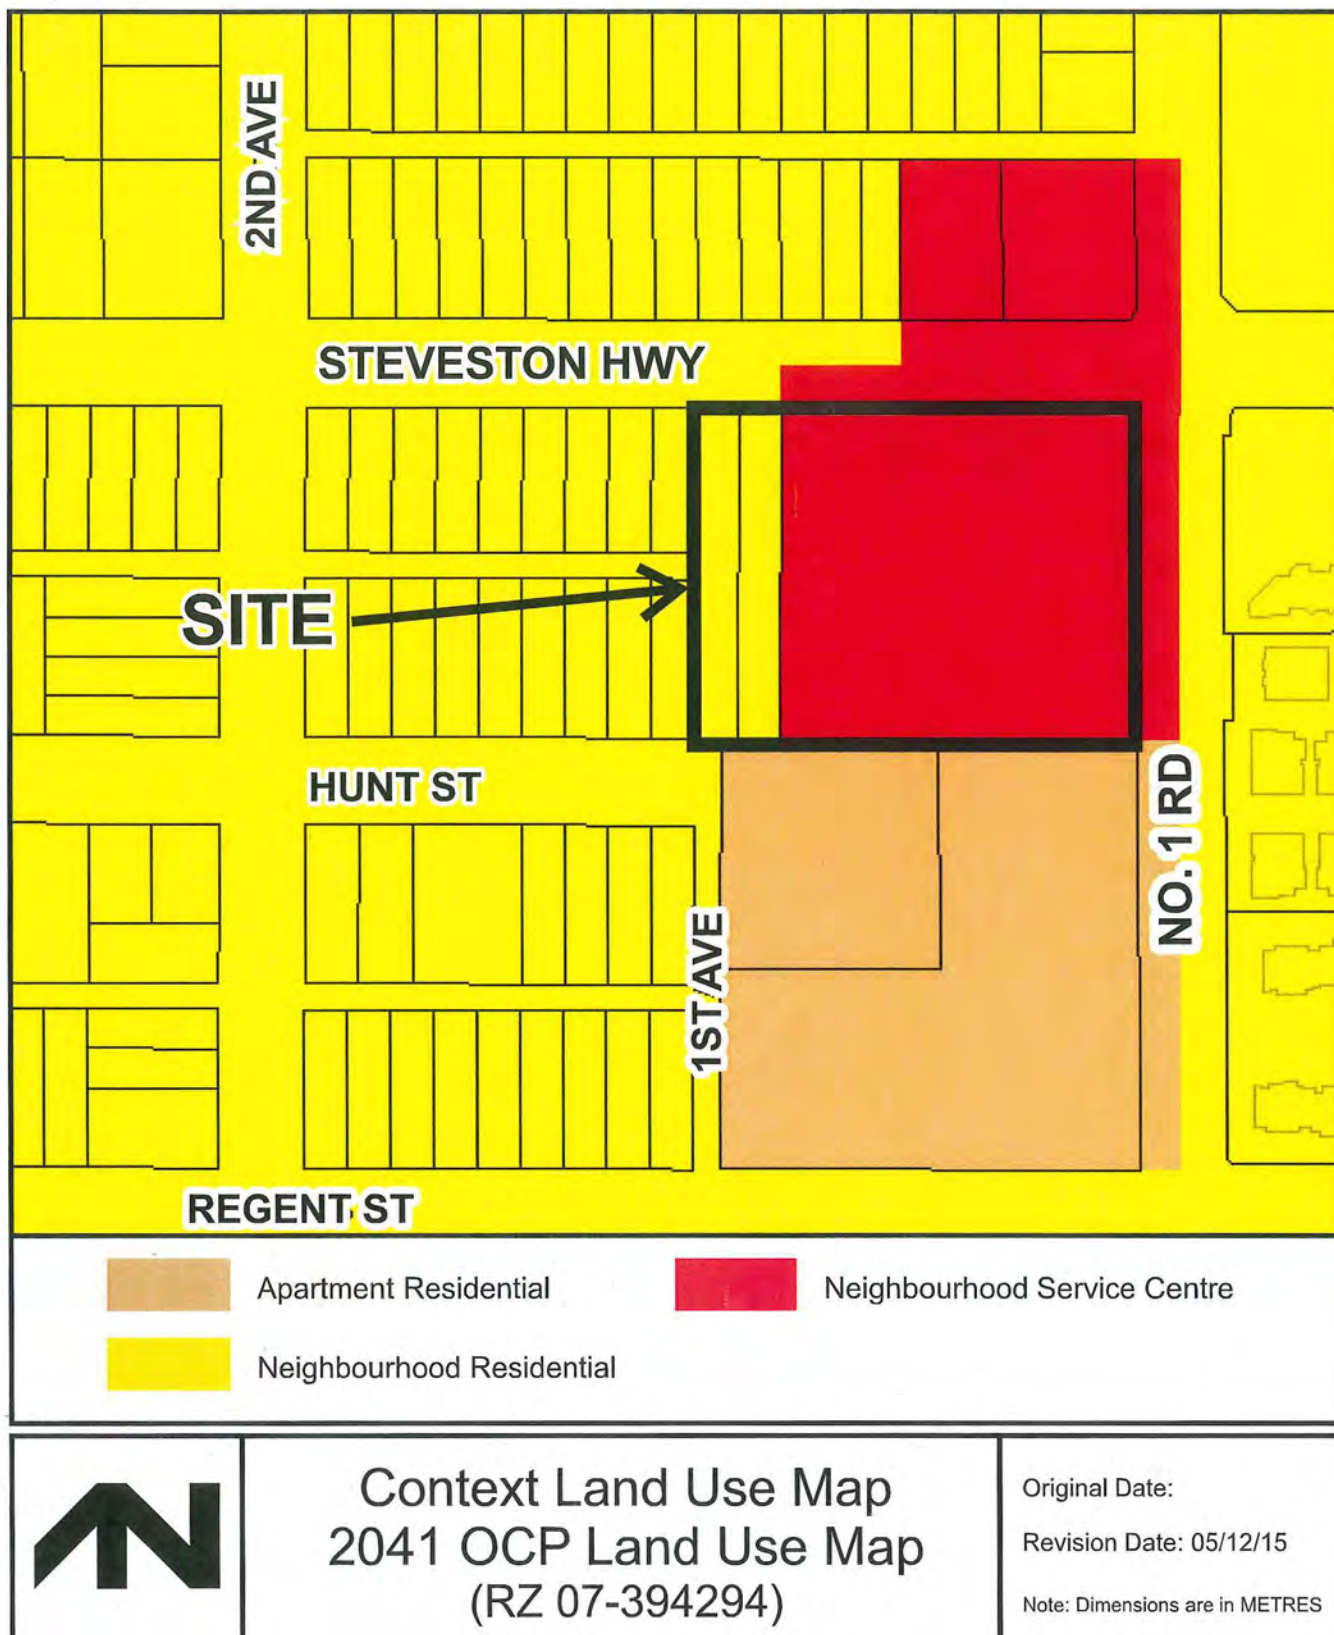 2ND AVE
STEVESTON HWY
SITE
HUNT ST
NO. 1 RD
1ST AVE
REGENT ST
Apartment Residential
Neighbourhood Service Centre
Neighbourhood Residential
Context Land Use Map
2041 OCP Land Use Map
(RZ 07-394294)
Original Date:
Revision Date: 05/12/15
Note: Dimensions are in METRES